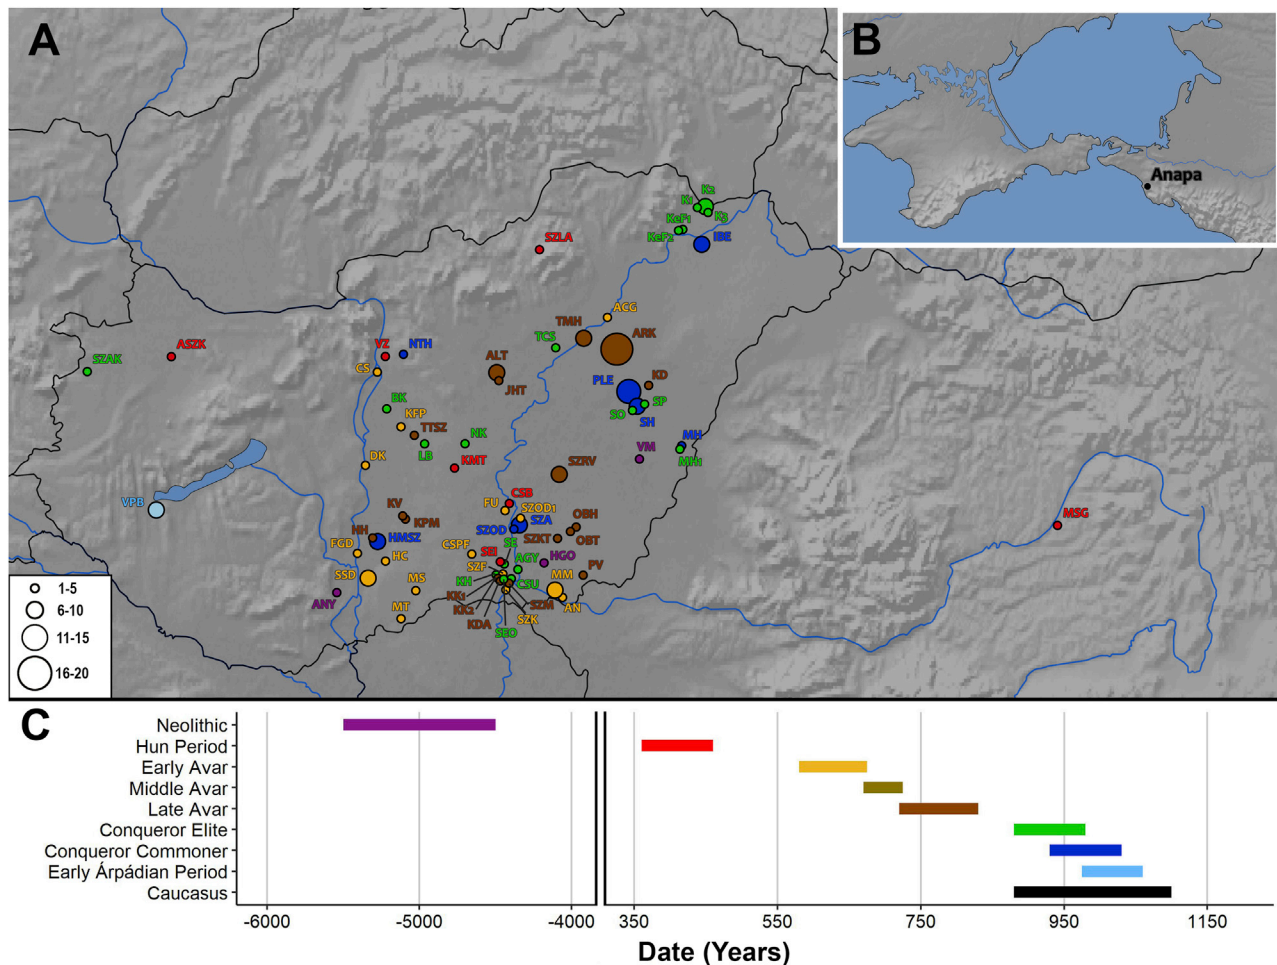 A
B
K2
K1
K3
KeF1
KeF2
IBE
SZLA
Anapa
ACG
TMH
ARK
TCS
ASZK
VZ
NTH
SZAK
CS
ALT
JHT
PLE
KD
BK
SO
SP
SH
KFP
TTSZ
LB
NK
MH
MH1
VM
DK
KMT
SZRV
VPB
CSB
FU
SZOD1
MSG
KV
KPM
SZOD
SZA
OBH
OBT
NH
HMSZ
SE
SZKT
FGD
HC
CSPF
SEI
AGY
HGO
SZF
SSD
MS
KH
CSU
MM
PV
ANY
KK1
KK2
SZM
AN
MT
KDA
SZK
SEO
1-5
6-10
11-15
16-20
C
Neolithic
Hun Period
Early Avar
Middle Avar
Late Avar
Conqueror Elite
Conqueror Commoner
Early Árpádian Period
Caucasus
-6000 -5000 -4000 350 550 750 950 1150
Date (Years)